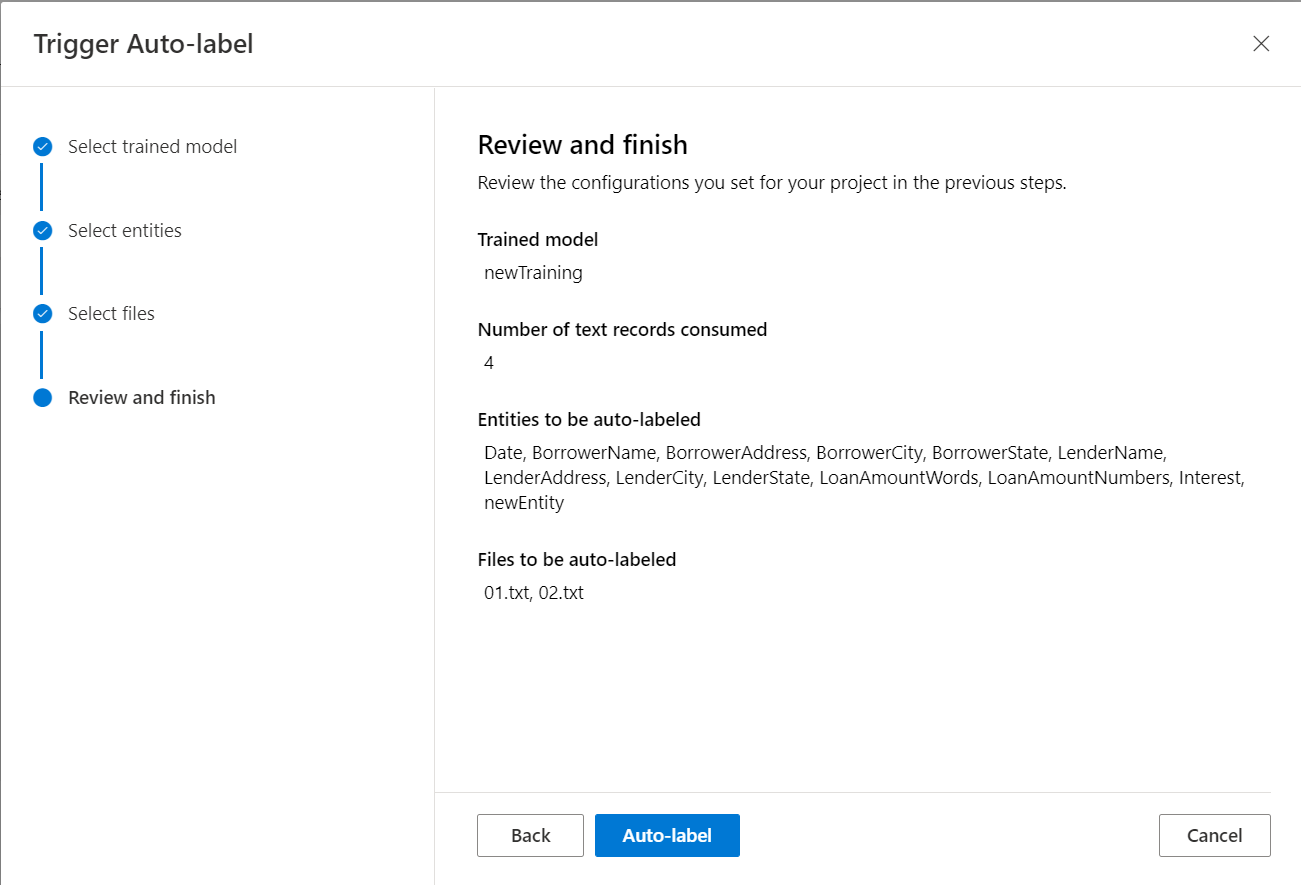 Trigger Auto-label
Select trained model
Select entities
Select files
Review and finish
Review and finish
Review the configurations you set for your project in the previous steps.
Trained model
newTraining
Number of text records consumed
4
Entities to be auto-labeled
Date, BorrowerName, BorrowerAddress, BorrowerCity, BorrowerState, LenderName,
LenderAddress, LenderCity, LenderState, LoanAmountWords, LoanAmountNumbers, Interest,
newEntity
Files to be auto-labeled
01.txt, 02.txt
Back
Auto-label
Cancel